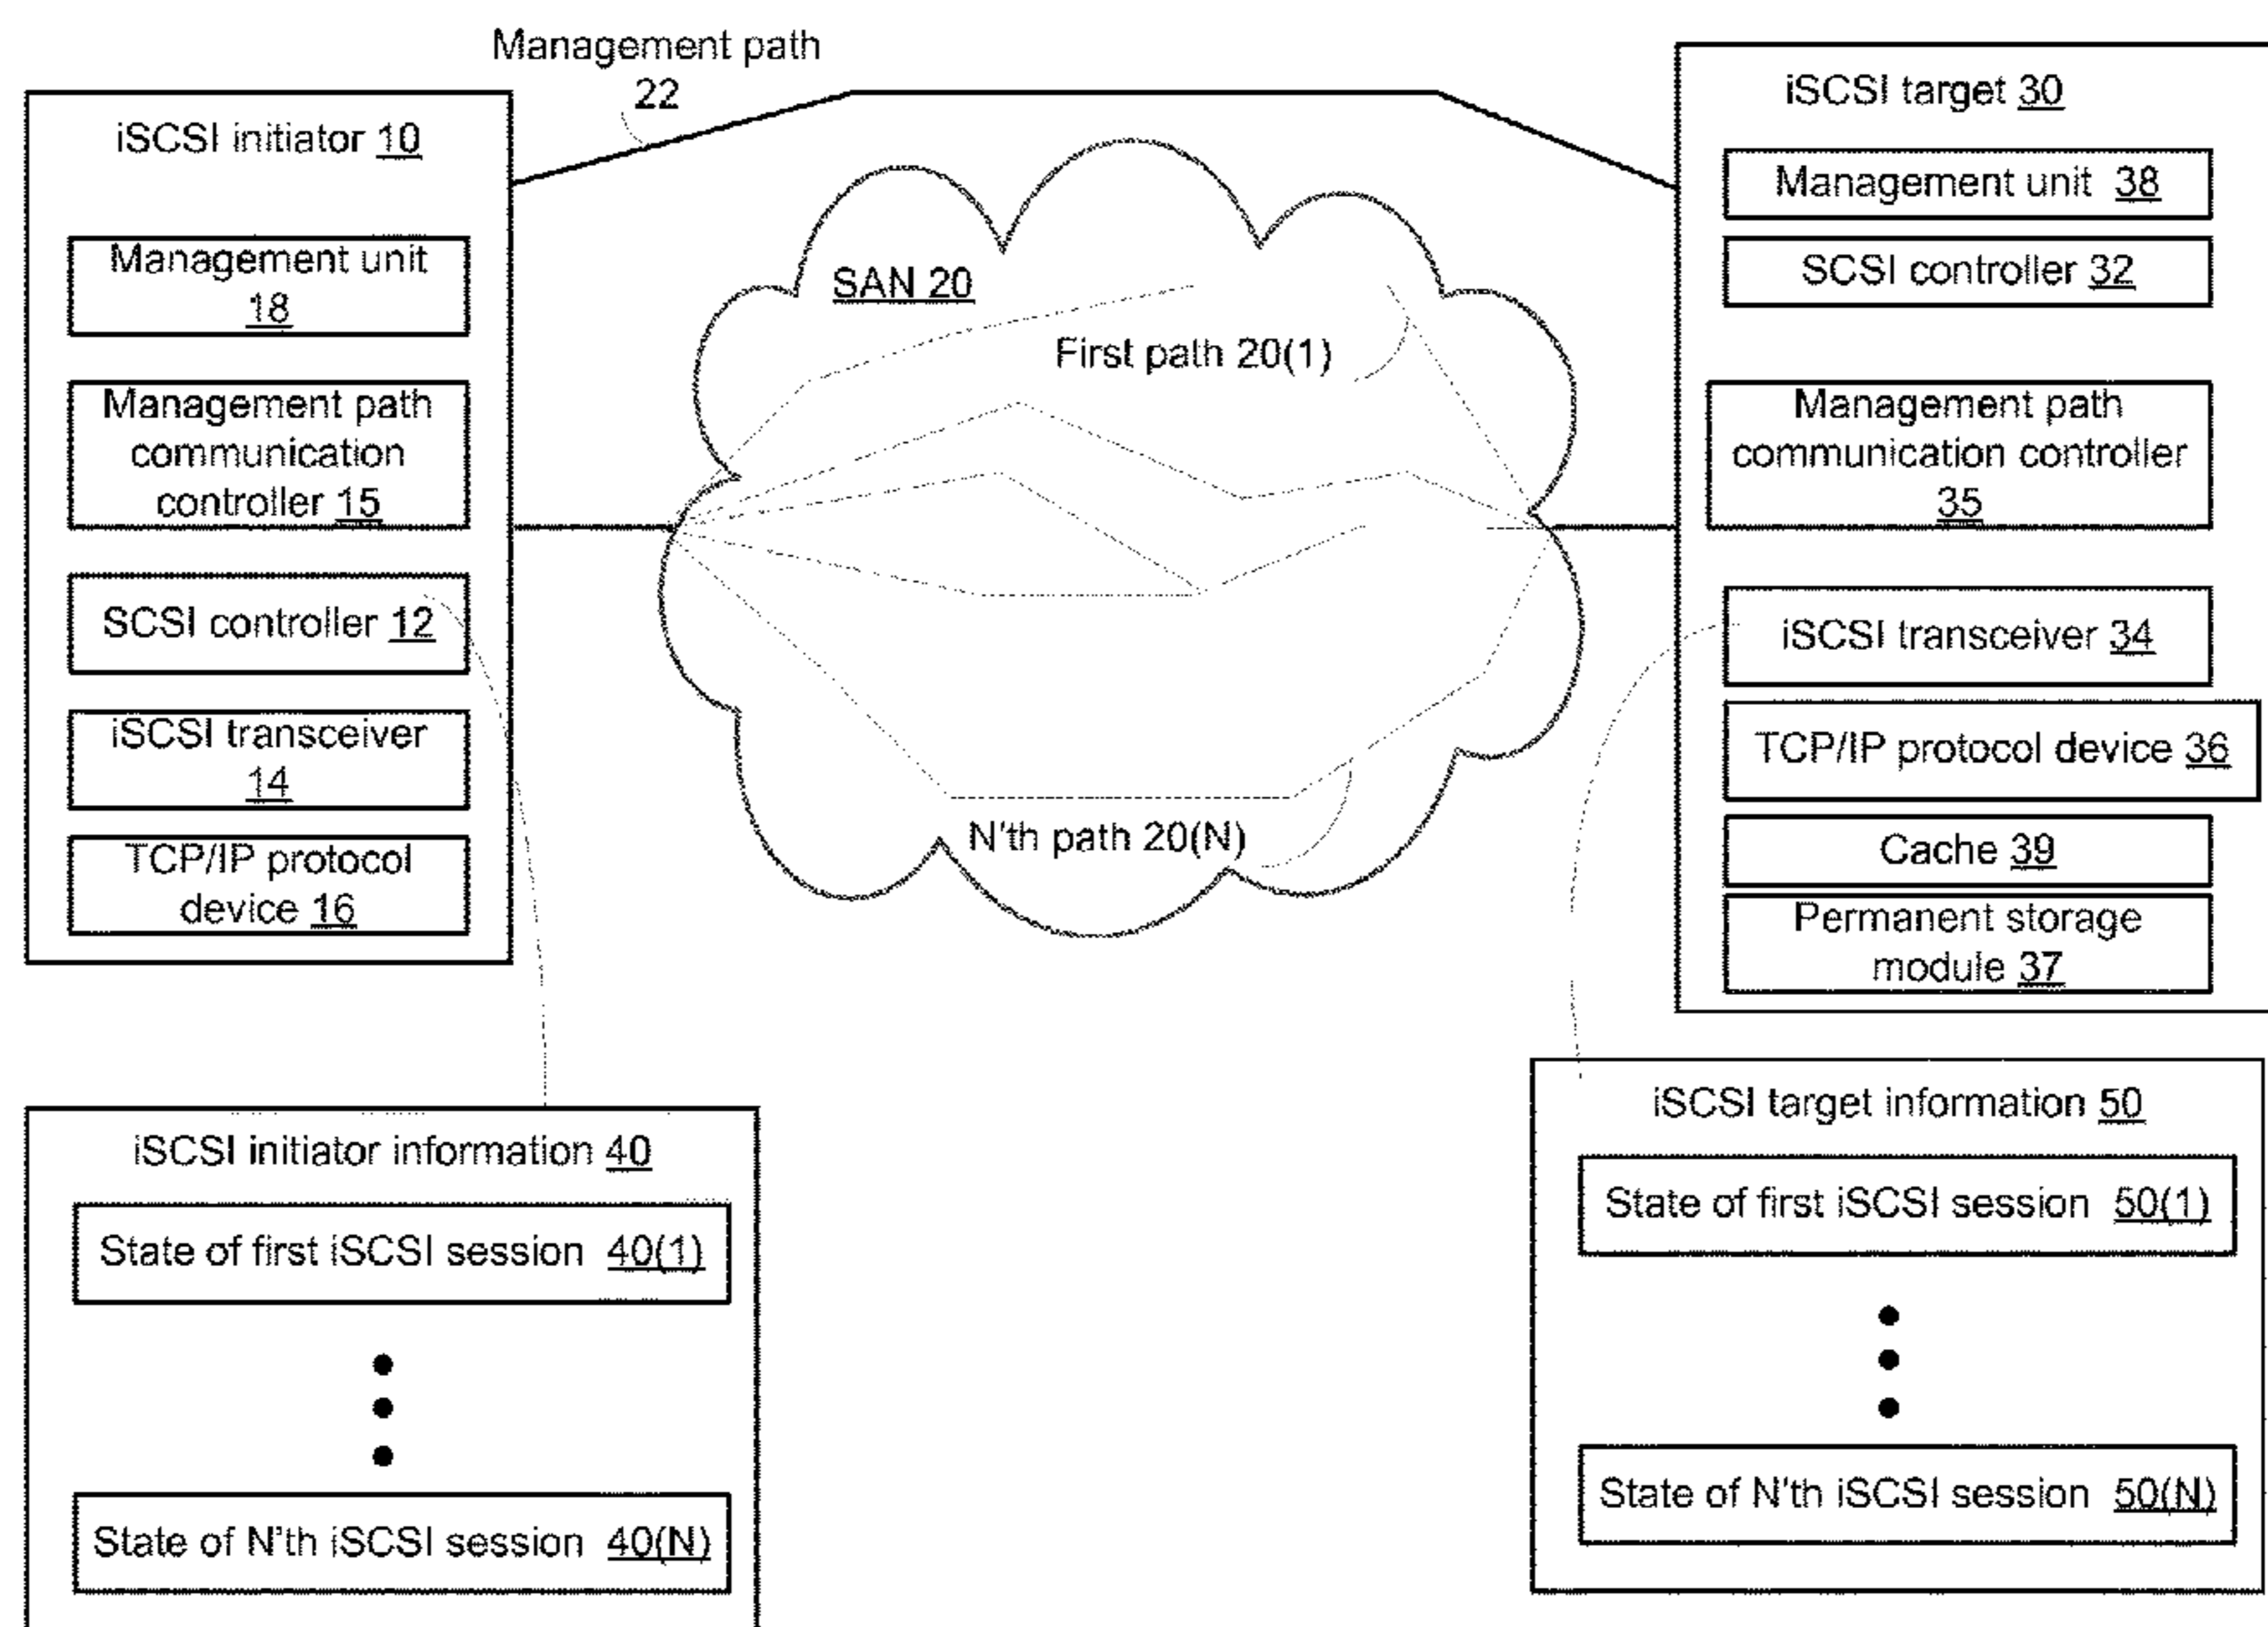 Management path
22
iSCSI initiator 10
Management unit
18
Management path
communication
controller 15
SCSI controller 12
iSCSI transceiver
14
TCP/IP protocol
device 16
SAN 20
First path 20(1)
N'th path 20(N)
iSCSI target 30
Management unit 38
SCSI controller 32
Management path
communication controller
35
iSCSI transceiver 34
TCP/IP protocol device 36
Cache 39
Permanent storage
module 37
iSCSI initiator information 40
State of first iSCSI session 40(1)
State of N'th iSCSI session 40(N)
iSCSI target information 50
State of first iSCSI session 50(1)
State of N'th iSCSI session 50(N)